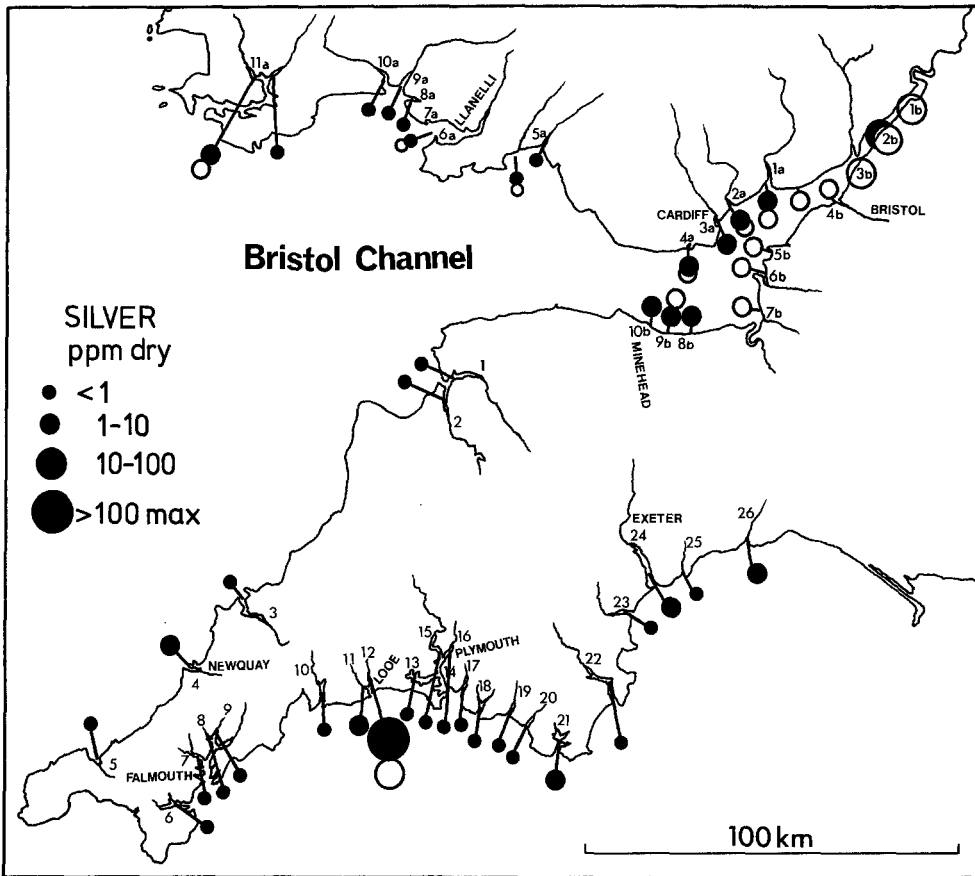 11a
10a
9a
8a
7a
6a
LLANELLI
5a
1b
2b
3b
1a
2a
CARDIFF
3a
4a
4b
BRISTOL
5b
6b
7b
Bristol Channel
10b
9b
8b
MINEHEAD
SILVER
ppm dry
<1
1-10
10-100
>100 max
1
2
3
NEWQUAY
4
5
FALMOUTH
6
7
8
9
10
11
12
LOOE
13
14
15
16
PLYMOUTH
17
18
19
20
21
22
23
EXETER
24
25
26
100 km